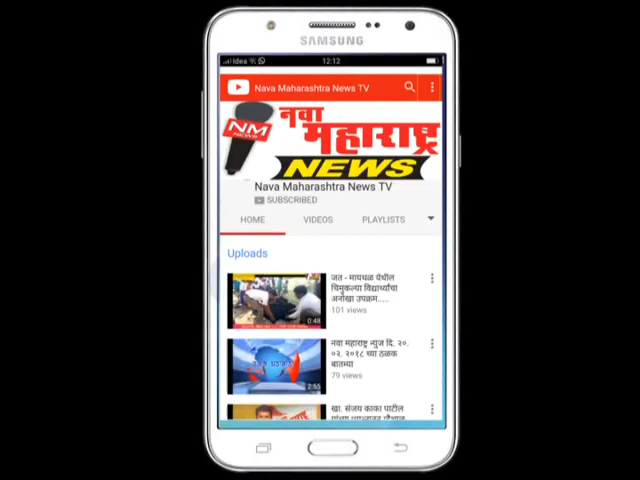 SAMSUNG
Idea 12:12
Nava Maharashtra News TV
नवा
महाराष्ट्र
NM
NEWS
NEWS
Nava Maharashtra News TV
SUBSCRIBED
HOME VIDEOS PLAYLISTS
Uploads
जत - मायथळ येथील
चिमुकल्या विद्यार्थ्यांचा
अनोखा उपक्रम.....
101 views
0:48
नवा महाराष्ट्र न्युज दि. २०.
०२. २०१८ च्या ठळक
बातम्या
79 views
2:55
खा. संजय काका पाटील